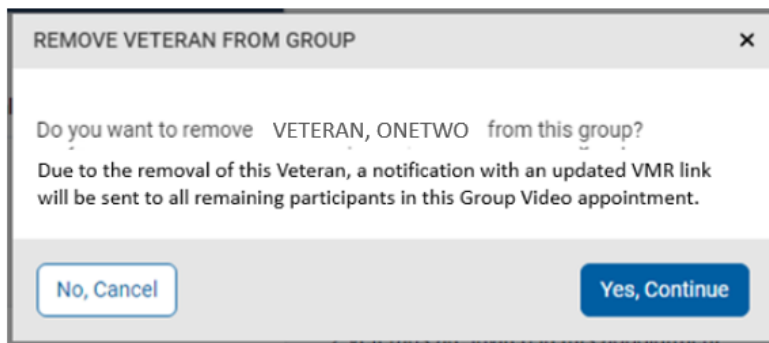 REMOVE VETERAN FROM GROUP ×
Do you want to remove VETERAN, ONETWO from this group?
Due to the removal of this Veteran, a notification with an updated VMR link
will be sent to all remaining participants in this Group Video appointment.
No, Cancel Yes, Continue